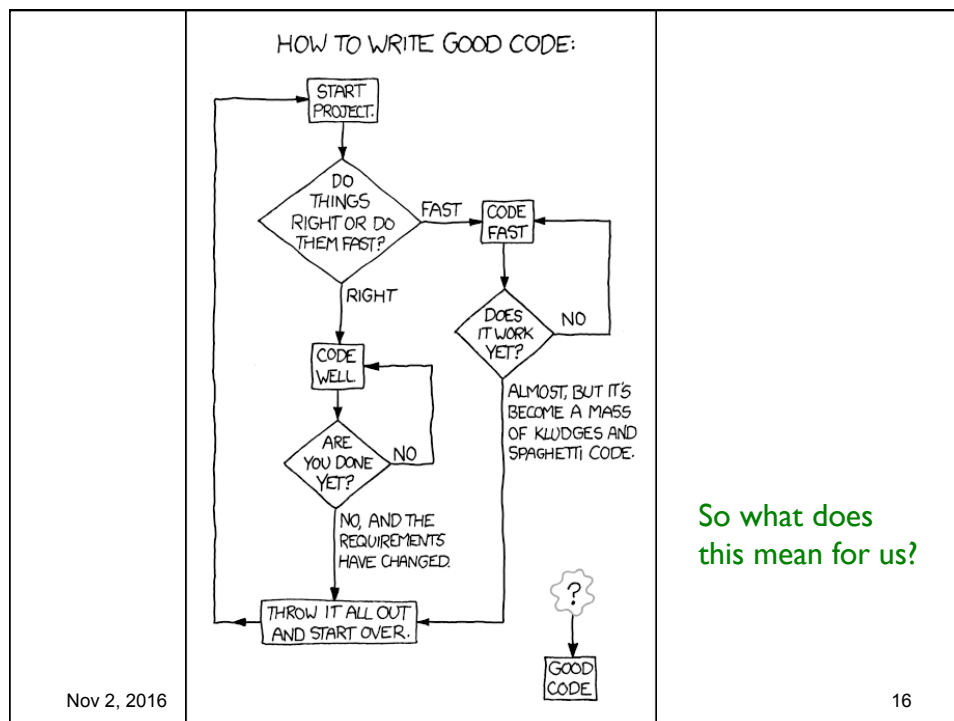 HOW TO WRITE GOOD CODE:
START
PROJECT.
DO
THINGS
RIGHT OR DO
THEM FAST?
FAST
CODE
FAST
RIGHT
DOES
IT WORK
YET?
NO
CODE
WELL.
ALMOST, BUT IT'S
BECOME A MASS
OF KLUDGES AND
SPAGHETTI CODE.
ARE
YOU DONE
YET?
NO
NO, AND THE
REQUIREMENTS
HAVE CHANGED.
THROW IT ALL OUT
AND START OVER.
?
GOOD
CODE
So what does
this mean for us?
Nov 2, 2016
16